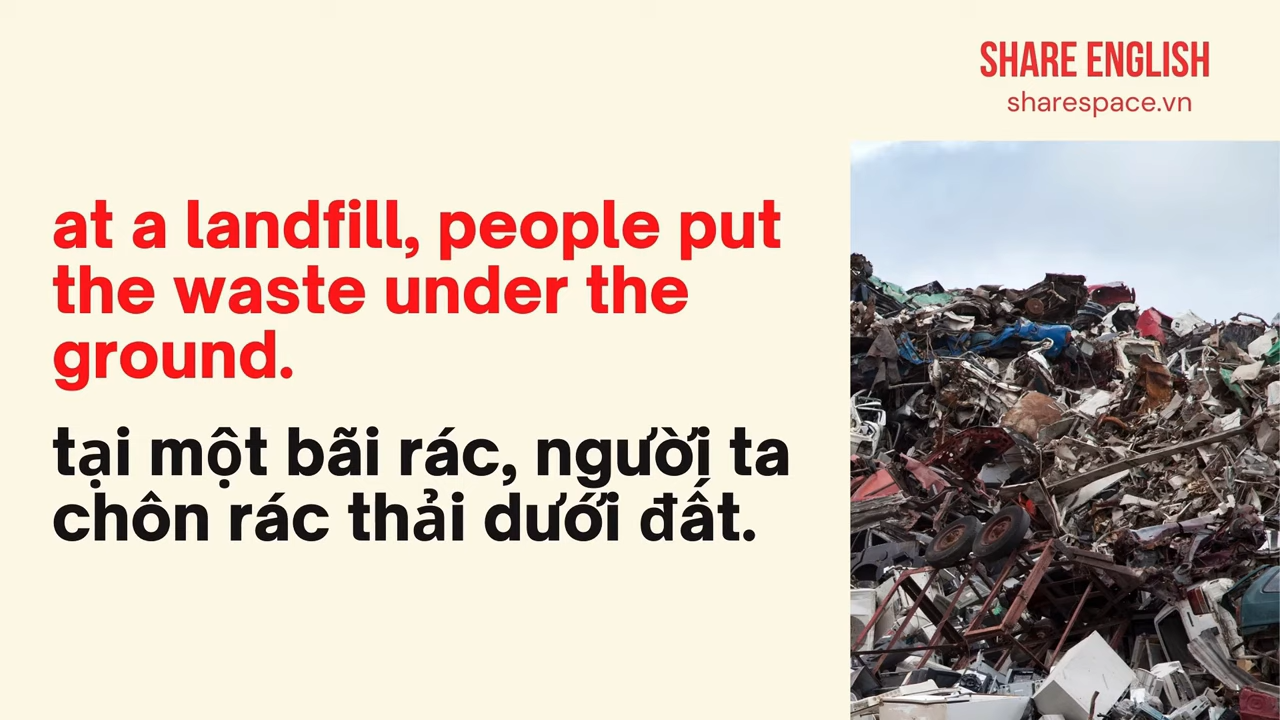 SHARE ENGLISH
sharespace.vn
at a landfill, people put
the waste under the
ground.
tại một bãi rác, người ta
chôn rác thải dưới đất.